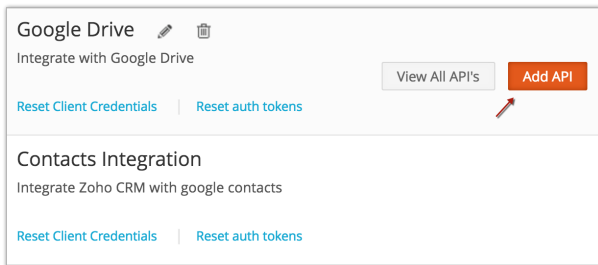 Google Drive
Integrate with Google Drive
View All API's
Add API
Reset Client Credentials
Reset auth tokens
Contacts Integration
Integrate Zoho CRM with google contacts
Reset Client Credentials
Reset auth tokens